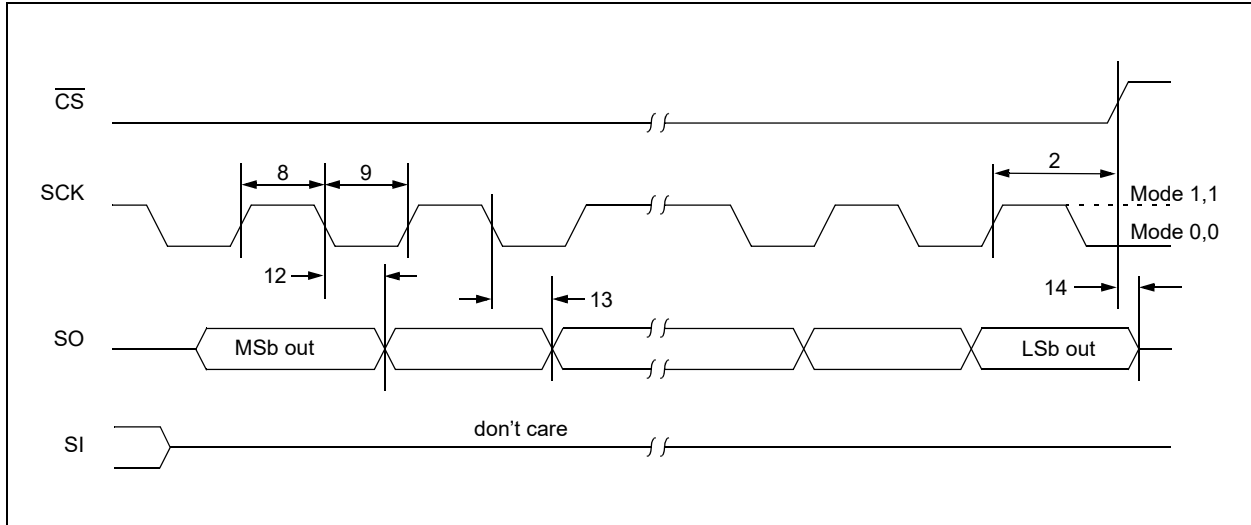 CS
SCK
8
9
2
Mode 1,1
Mode 0,0
12
13
14
SO
MSb out
LSb out
SI
don't care